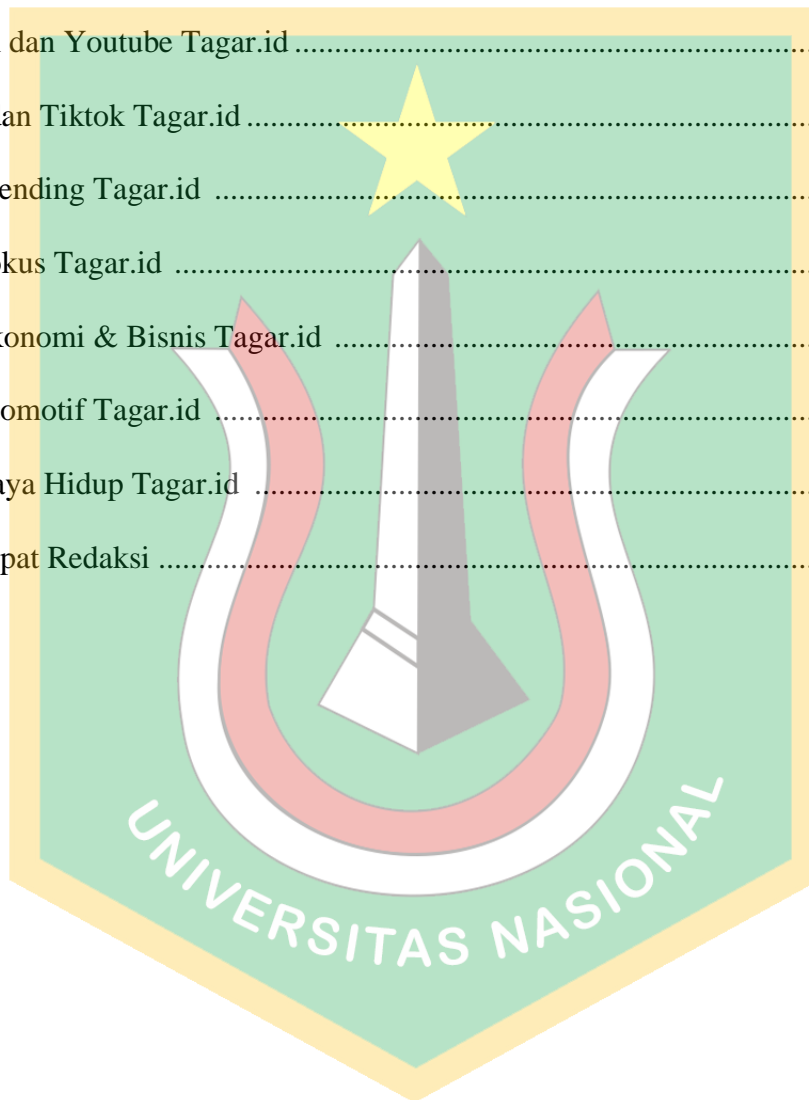 dan Youtube Tagar.id ..................................................................
an Tiktok Tagar.id ........................................................................
ending Tagar.id ...........................................................................
kus Tagar.id ................................................................................
onomi & Bisnis Tagar.id ............................................................
omotif Tagar.id ...........................................................................
aya Hidup Tagar.id ......................................................................
pat Redaksi ..................................................................................
UNIVERSITAS NASIONAL